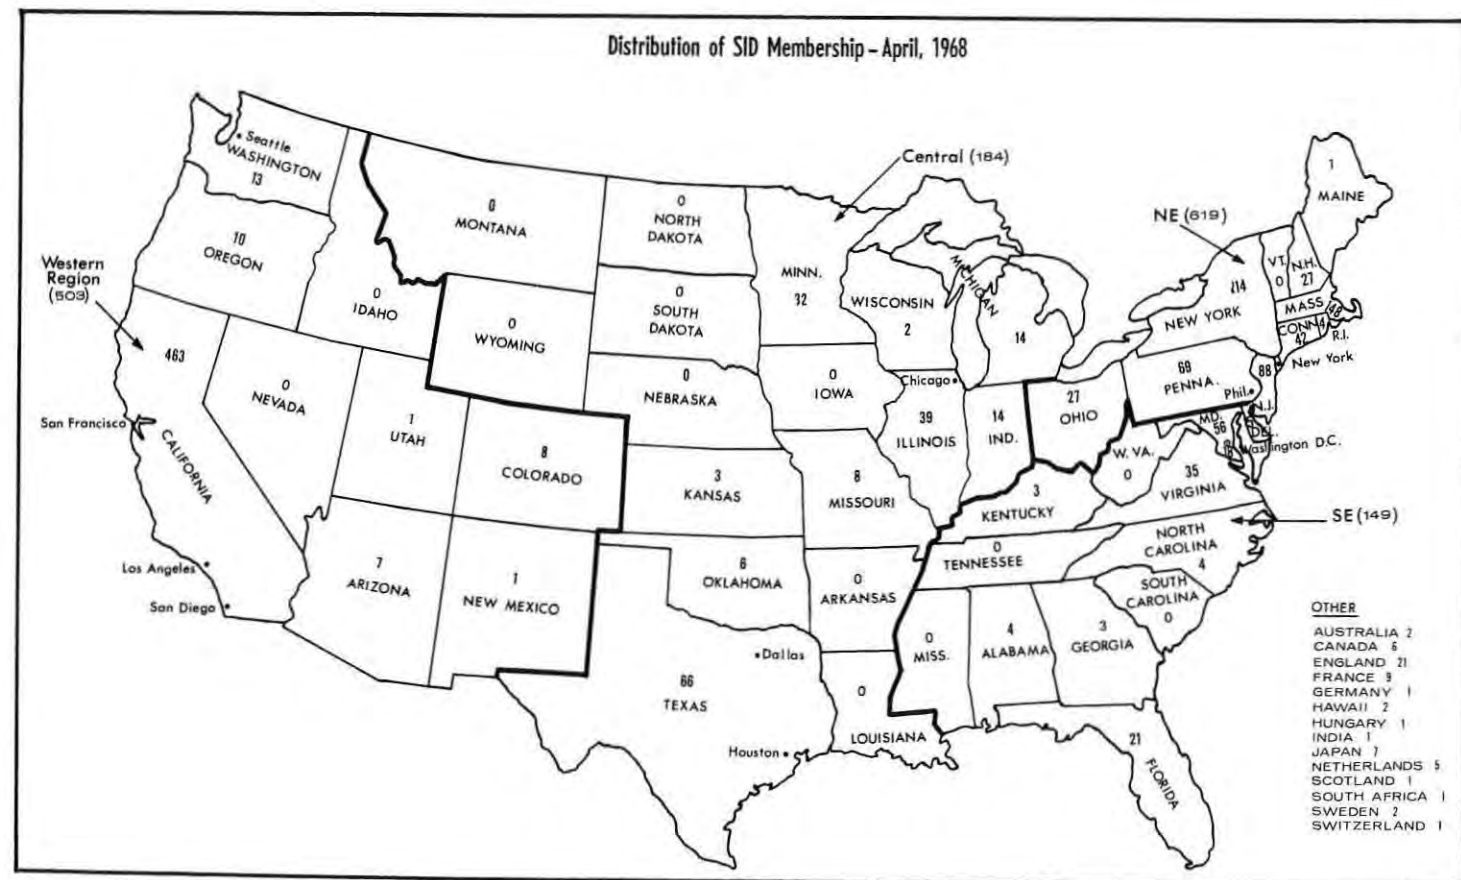 Distribution of SID Membership – April, 1968
Seattle
WASHINGTON
13
10
OREGON
Western
Region
(503)
463
CALIFORNIA
San Francisco
Los Angeles
San Diego
0
NEVADA
0
IDAHO
0
MONTANA
0
WYOMING
1
UTAH
8
COLORADO
7
ARIZONA
1
NEW MEXICO
0
NORTH
DAKOTA
0
SOUTH
DAKOTA
0
NEBRASKA
3
KANSAS
6
OKLAHOMA
66
TEXAS
Dallas
Houston
Central (184)
MINN.
32
WISCONSIN
2
MICHIGAN
14
0
IOWA
Chicago
39
ILLINOIS
14
IND.
MISSOURI
0
ARKANSAS
0
LOUISIANA
27
OHIO
3
KENTUCKY
0
TENNESSEE
0
MISS.
4
ALABAMA
3
GEORGIA
21
FLORIDA
NE (619)
1
MAINE
VT.
0
N.H.
27
NEW YORK
MASS
CONN
42
4
R.I.
New York
PENNA.
Phil.
88
N.J.
MD.
56
DEL.
Washington D.C.
18
W. VA.
0
35
VIRGINIA
SE (149)
NORTH
CAROLINA
4
SOUTH
CAROLINA
0
OTHER
AUSTRALIA 2
CANADA 6
ENGLAND 21
FRANCE 9
GERMANY 1
HAWAII 2
HUNGARY 1
INDIA 1
JAPAN 7
NETHERLANDS 5
SCOTLAND 1
SOUTH AFRICA 1
SWEDEN 2
SWITZERLAND 1